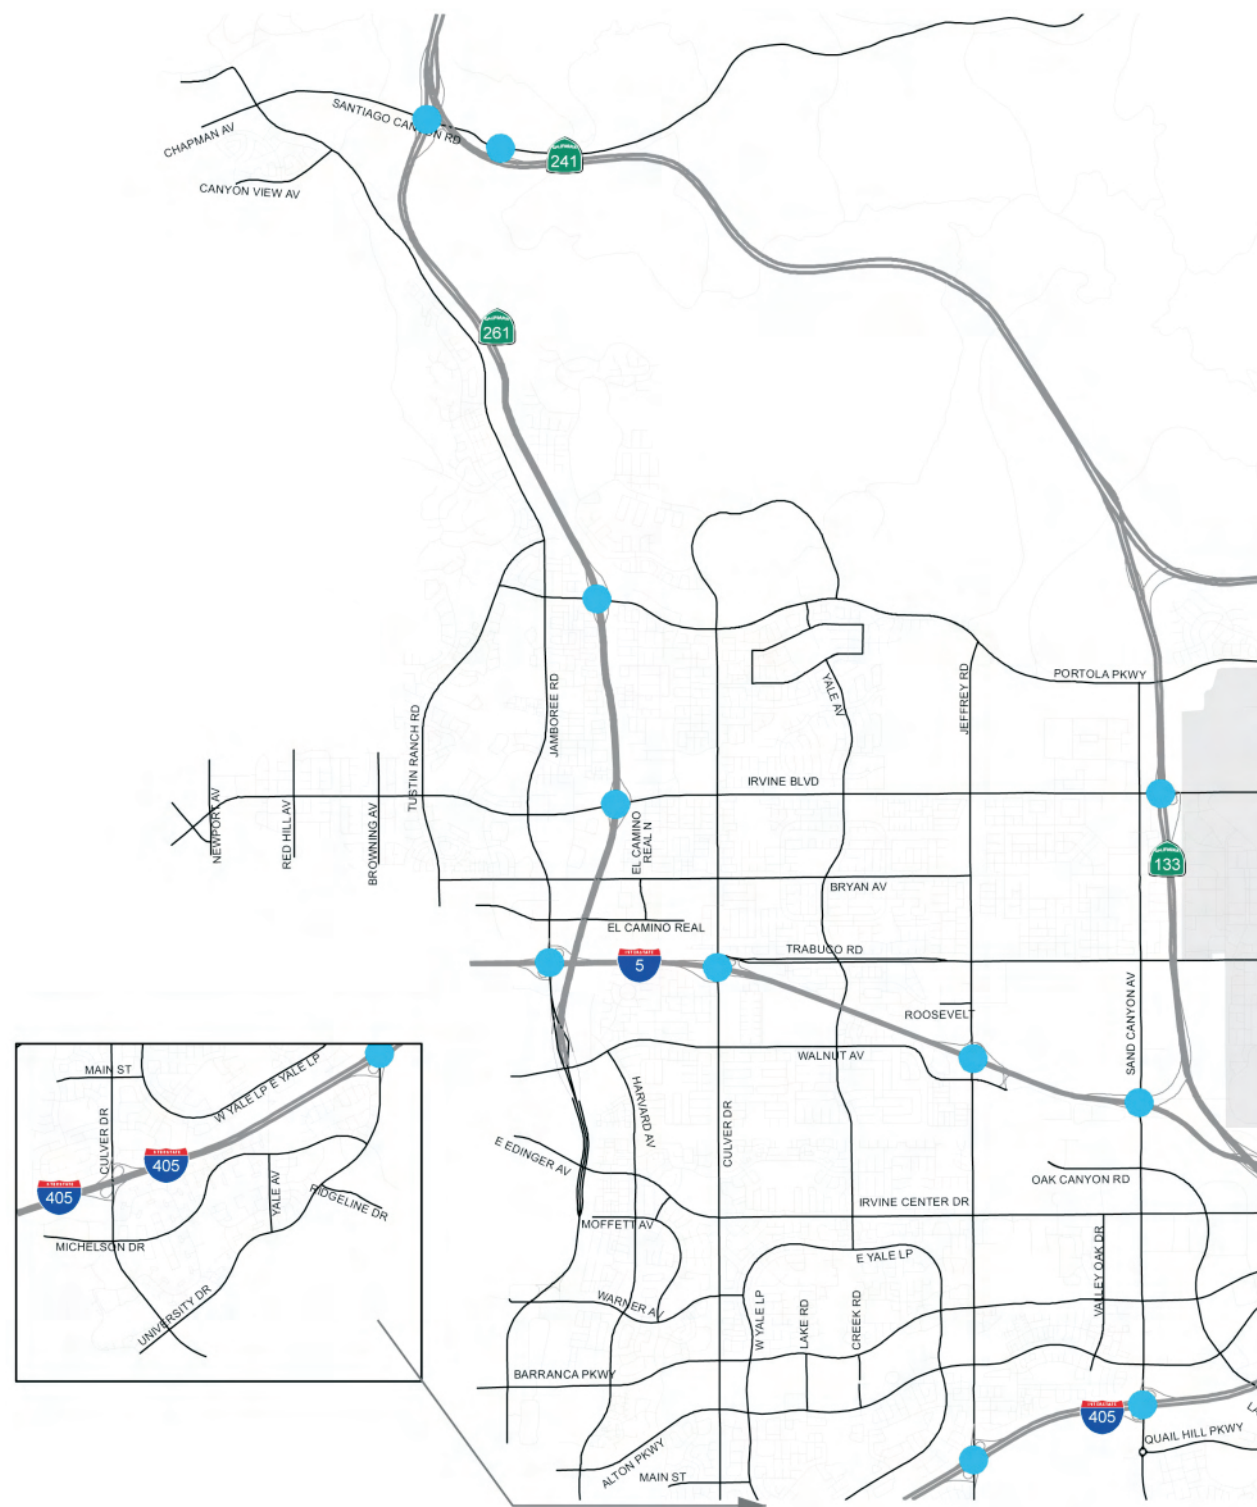 SANTIAGO CANYON RD
CHAPMAN AV
CANYON VIEW AV
241
261
PORTOLA PKWY
YALE AV
JEFFREY RD
JAMBOREE RD
TUSTIN RANCH RD
IRVINE BLVD
NEWPORT AV
RED HILL AV
BROWNING AV
EL CAMINO
REAL N
133
BRYAN AV
EL CAMINO REAL
TRABUCO RD
INTERSTATE
5
ROOSEVELT
SAND CANYON AV
WALNUT AV
HARVARD AV
CULVER DR
E EDINGER AV
OAK CANYON RD
IRVINE CENTER DR
MOFFETT AV
E YALE LP
VALLEY OAK DR
WARNER AV
W YALE LP
LAKE RD
CREEK RD
BARRANCA PKWY
INTERSTATE
405
QUAIL HILL PKWY
ALTON PKWY
MAIN ST
MAIN ST
W YALE LP E YALE LP
CULVER DR
INTERSTATE
405
INTERSTATE
405
YALE AV
RIDGELINE DR
MICHELSON DR
UNIVERSITY DR